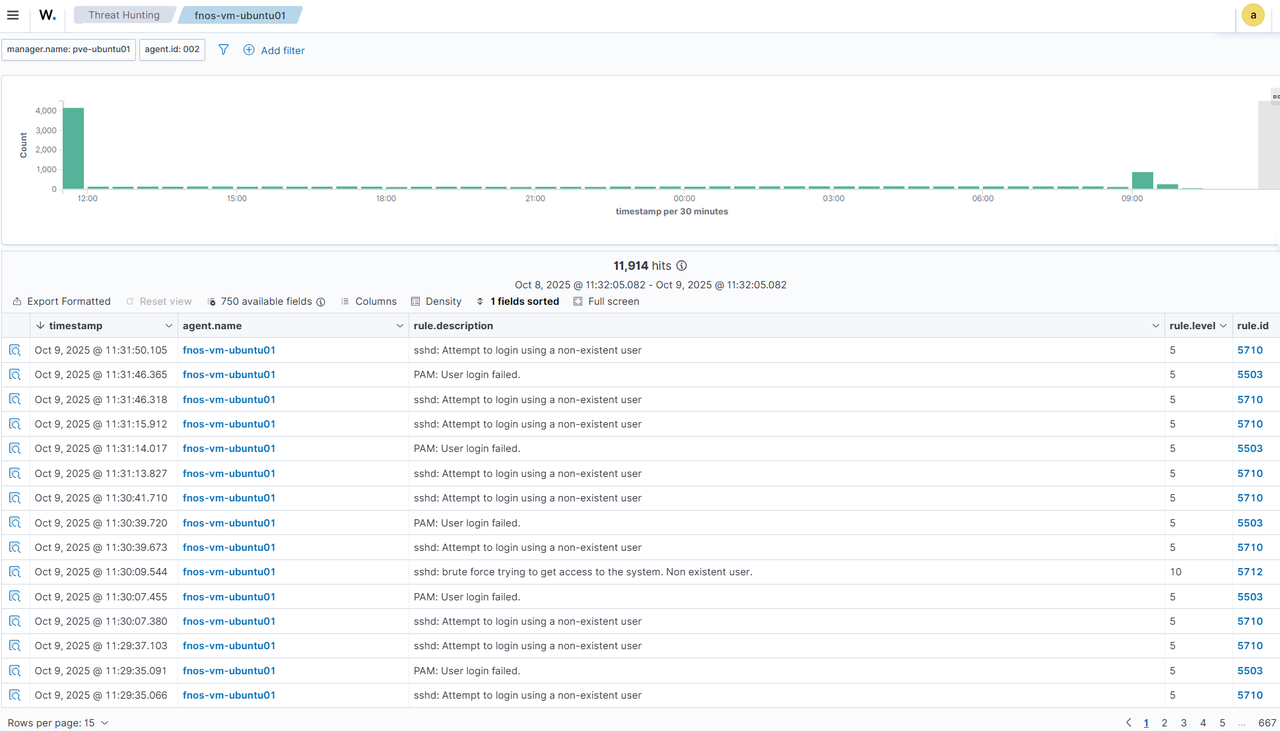 W.
Threat Hunting
fnos-vm-ubuntu01
a
manager.name: pve-ubuntu01
agent.id: 002
Add filter
Count
4,000
3,000
2,000
1,000
0
12:00 15:00 18:00 21:00 00:00 03:00 06:00 09:00
timestamp per 30 minutes
11,914 hits
Oct 8, 2025 @ 11:32:05.082 - Oct 9, 2025 @ 11:32:05.082
Export Formatted Reset view 750 available fields Columns Density 1 fields sorted Full screen
timestamp agent.name rule.description rule.level rule.id
Oct 9, 2025 @ 11:31:50.105 fnos-vm-ubuntu01 sshd: Attempt to login using a non-existent user 5 5710
Oct 9, 2025 @ 11:31:46.365 fnos-vm-ubuntu01 PAM: User login failed. 5 5503
Oct 9, 2025 @ 11:31:46.318 fnos-vm-ubuntu01 sshd: Attempt to login using a non-existent user 5 5710
Oct 9, 2025 @ 11:31:15.912 fnos-vm-ubuntu01 sshd: Attempt to login using a non-existent user 5 5710
Oct 9, 2025 @ 11:31:14.017 fnos-vm-ubuntu01 PAM: User login failed. 5 5503
Oct 9, 2025 @ 11:31:13.827 fnos-vm-ubuntu01 sshd: Attempt to login using a non-existent user 5 5710
Oct 9, 2025 @ 11:30:41.710 fnos-vm-ubuntu01 sshd: Attempt to login using a non-existent user 5 5710
Oct 9, 2025 @ 11:30:39.720 fnos-vm-ubuntu01 PAM: User login failed. 5 5503
Oct 9, 2025 @ 11:30:39.673 fnos-vm-ubuntu01 sshd: Attempt to login using a non-existent user 5 5710
Oct 9, 2025 @ 11:30:09.544 fnos-vm-ubuntu01 sshd: brute force trying to get access to the system. Non existent user. 10 5712
Oct 9, 2025 @ 11:30:07.455 fnos-vm-ubuntu01 PAM: User login failed. 5 5503
Oct 9, 2025 @ 11:30:07.380 fnos-vm-ubuntu01 sshd: Attempt to login using a non-existent user 5 5710
Oct 9, 2025 @ 11:29:37.103 fnos-vm-ubuntu01 sshd: Attempt to login using a non-existent user 5 5710
Oct 9, 2025 @ 11:29:35.091 fnos-vm-ubuntu01 PAM: User login failed. 5 5503
Oct 9, 2025 @ 11:29:35.066 fnos-vm-ubuntu01 sshd: Attempt to login using a non-existent user 5 5710
Rows per page: 15
1 2 3 4 5 ... 667